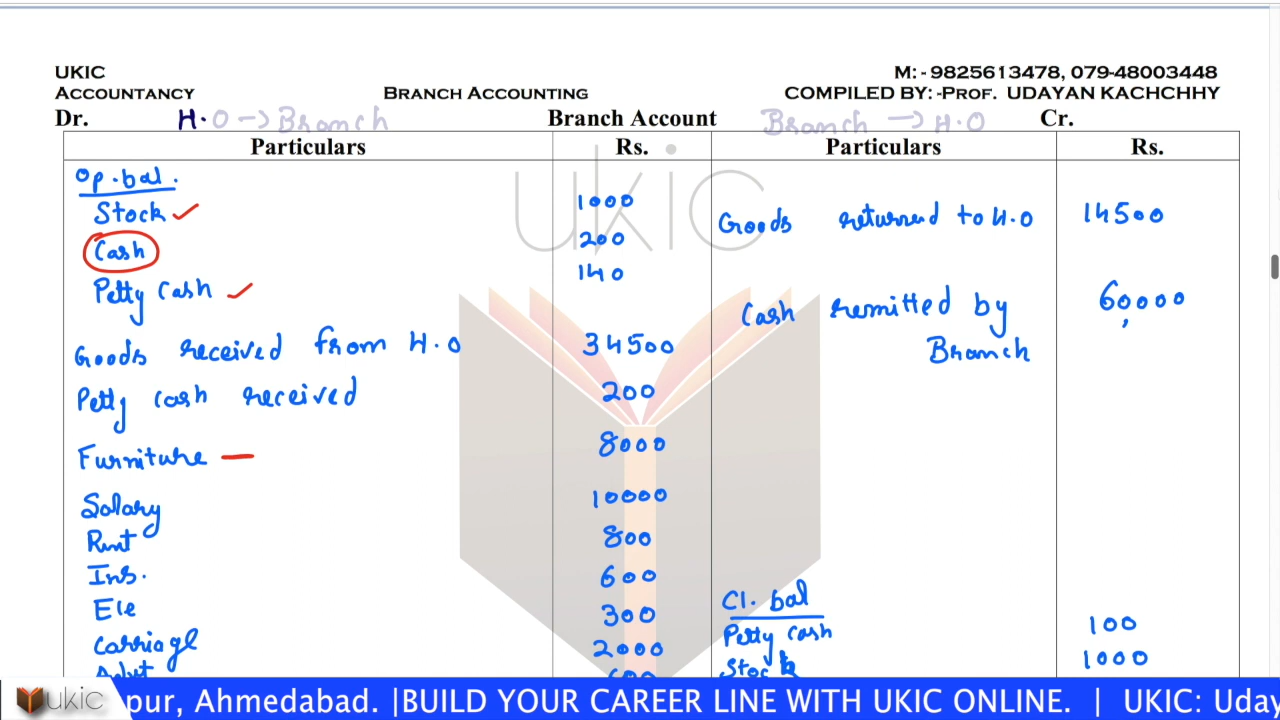 UKIC
M: - 9825613478, 079-48003448
ACCOUNTANCY
BRANCH ACCOUNTING
COMPILED BY: -PROF. UDAYAN KACHCHHY
Dr.
H.O → Branch
Branch Account
Branch → H.O
Cr.
Particulars Rs. Particulars Rs.
UKIC
Op. bal.
Stock ✓ 1000
Goods returned to H.O 14500
Cash 200
Petty Cash ✓ 140
Cash remitted by Branch 60000
Goods received from H.O 34500
Petty cash received 200
Furniture – 8000
Salary 10000
Rent 800
Ins. 600
Ele 300
Cl. bal
Petty cash 100
Carriage 2000
Stock 1000
ukic
pur, Ahmedabad. |BUILD YOUR CAREER LINE WITH UKIC ONLINE. | UKIC: Uday